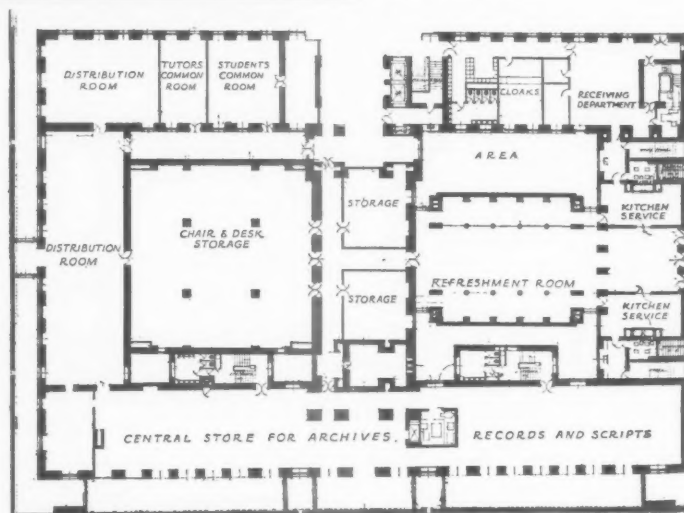 DISTRIBUTION
ROOM
TUTORS
COMMON
ROOM
STUDENTS
COMMON
ROOM
CLOAKS
RECEIVING
DEPARTMENT
AREA
STORAGE
KITCHEN
SERVICE
CHAIR & DESK
STORAGE
DISTRIBUTION
ROOM
REFRESHMENT ROOM
STORAGE
KITCHEN
SERVICE
CENTRAL STORE FOR ARCHIVES.
RECORDS AND SCRIPTS